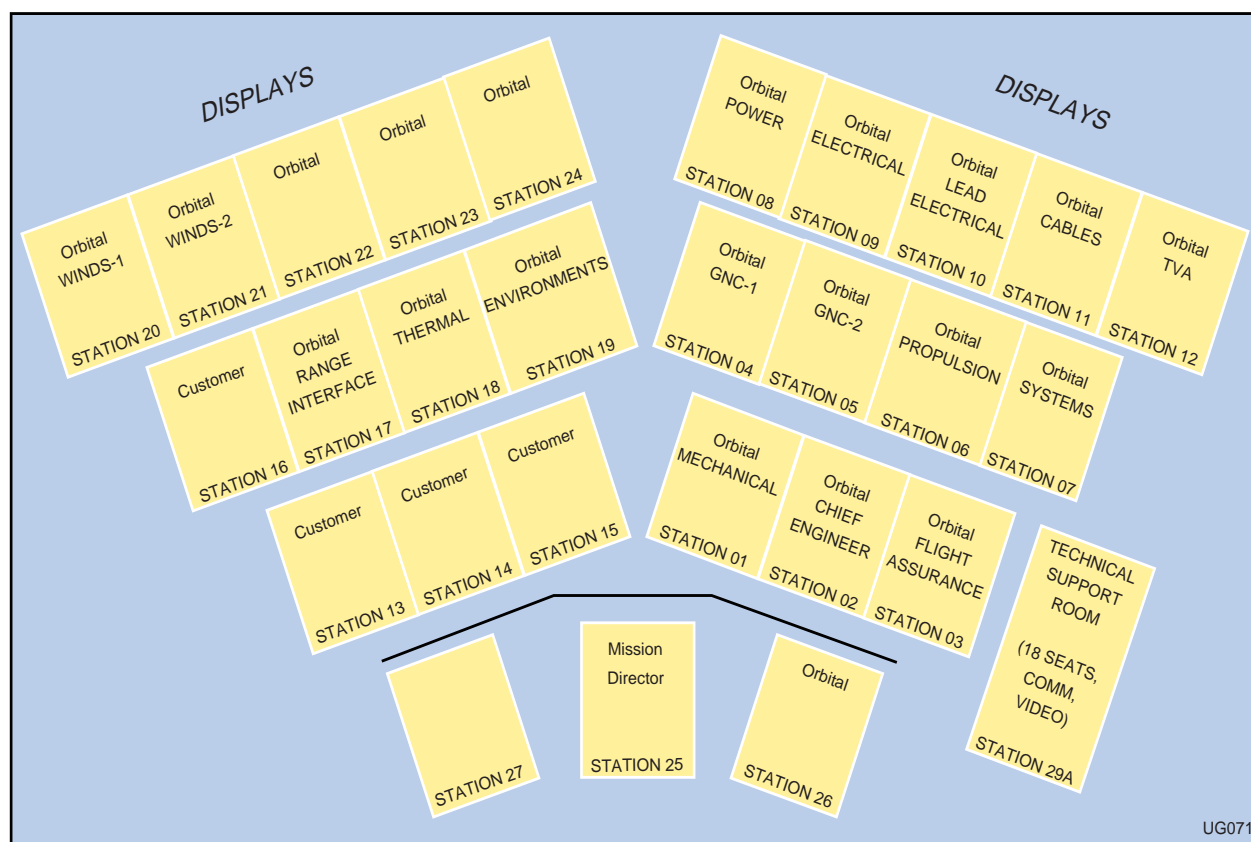 DISPLAYS
DISPLAYS
Orbital
WINDS-1
STATION 20
Orbital
WINDS-2
STATION 21
Orbital
STATION 22
Orbital
STATION 23
Orbital
STATION 24
Orbital
POWER
STATION 08
Orbital
ELECTRICAL
STATION 09
Orbital
LEAD
ELECTRICAL
STATION 10
Orbital
CABLES
STATION 11
Orbital
TVA
STATION 12
Customer
STATION 16
Orbital
RANGE
INTERFACE
STATION 17
Orbital
THERMAL
STATION 18
Orbital
ENVIRONMENTS
STATION 19
Orbital
GNC-1
STATION 04
Orbital
GNC-2
STATION 05
Orbital
PROPULSION
STATION 06
Orbital
SYSTEMS
STATION 07
Customer
STATION 13
Customer
STATION 14
Customer
STATION 15
Orbital
MECHANICAL
STATION 01
Orbital
CHIEF
ENGINEER
STATION 02
Orbital
FLIGHT
ASSURANCE
STATION 03
STATION 27
Mission
Director
STATION 25
Orbital
STATION 26
TECHNICAL
SUPPORT
ROOM
(18 SEATS,
COMM,
VIDEO)
STATION 29A
UG071